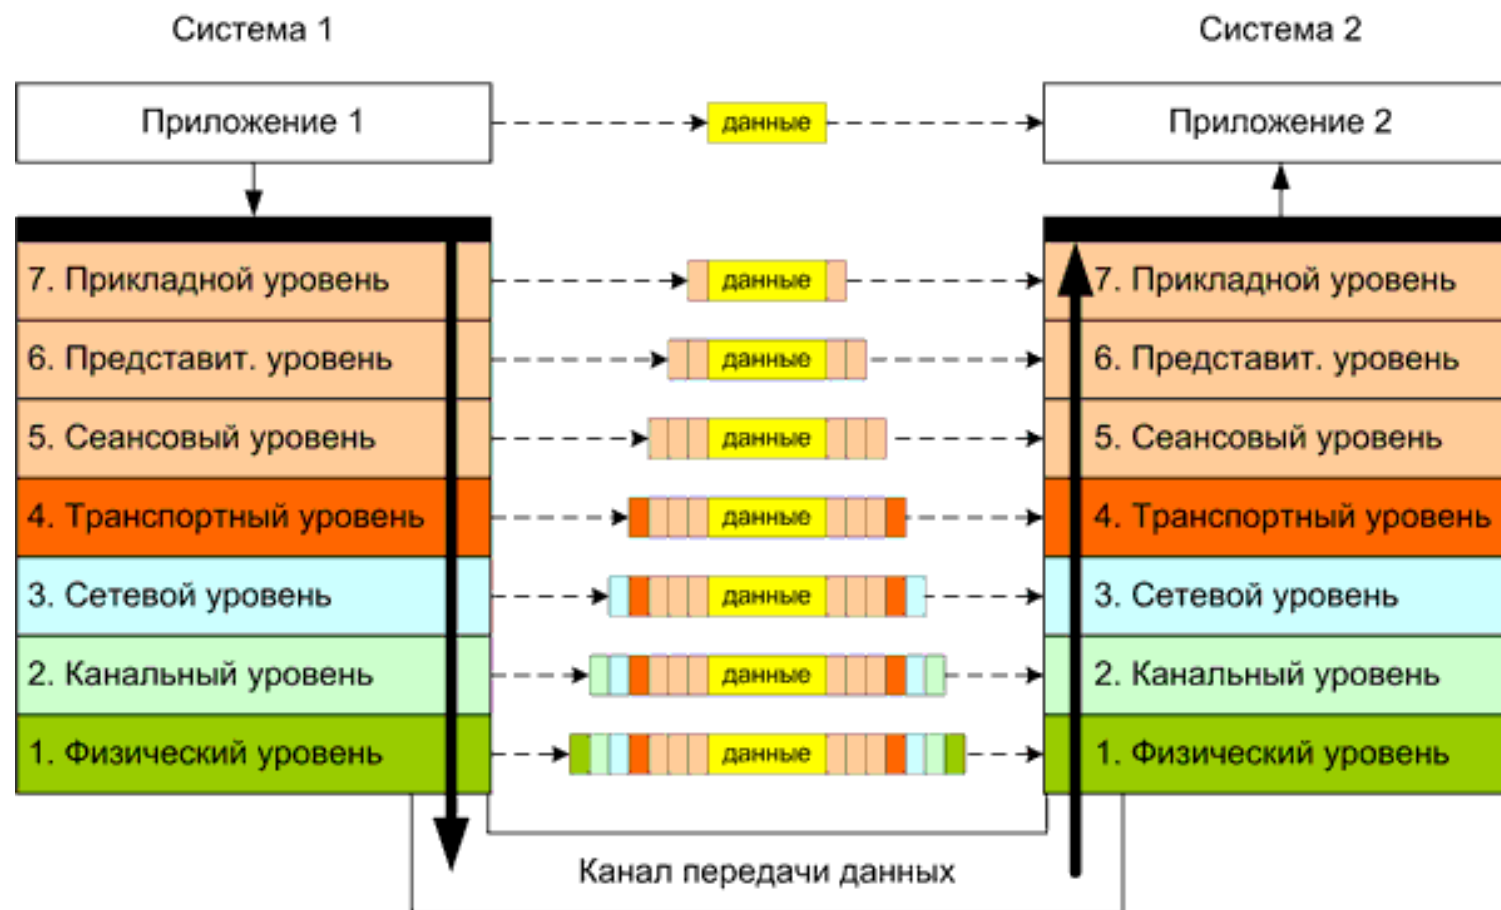 Система 1
Система 2
Приложение 1
данные
Приложение 2
7. Прикладной уровень
данные
7. Прикладной уровень
6. Представит. уровень
данные
6. Представит. уровень
5. Сеансовый уровень
данные
5. Сеансовый уровень
4. Транспортный уровень
данные
4. Транспортный уровень
3. Сетевой уровень
данные
3. Сетевой уровень
2. Канальный уровень
данные
2. Канальный уровень
1. Физический уровень
данные
1. Физический уровень
Канал передачи данных